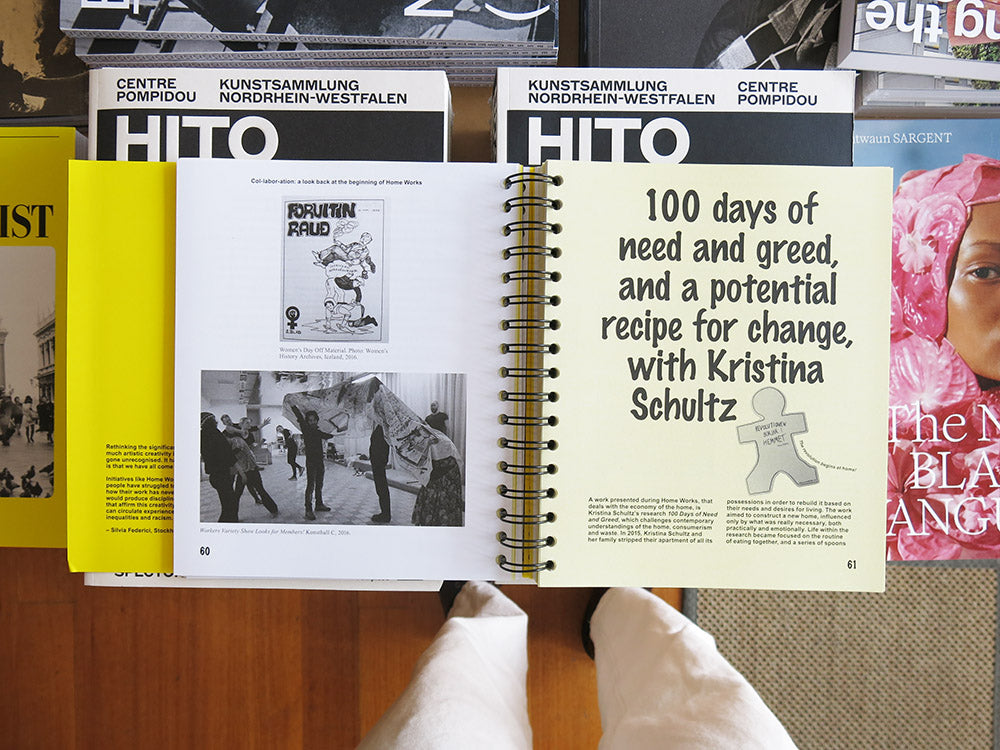 ng the
CENTRE
POMPIDOU
KUNSTSAMMLUNG
NORDRHEIN-WESTFALEN
HITO
KUNSTSAMMLUNG
NORDRHEIN-WESTFALEN
CENTRE
POMPIDOU
HITO
IST
twaun SARGENT
The N
BLA
ANG
Rethinking the signific
much artistic creativity
gone unrecognised. It h
is that we have all come
Initiatives like Home Wo
people have struggled to
how their work has neve
would produce disciplin
that affirm this creativity
can circulate experience
inequalities and racism.
– Silvia Federici, Stockh
Col-labor-ation: a look back at the beginning of Home Works
FORVITIN
RAUÐ
Women's Day Off Material. Photo: Women's
History Archives, Iceland, 2016.
Workers Variety Show Looks for Members! Konsthall C, 2016.
60
100 days of
need and greed,
and a potential
recipe for change,
with Kristina
Schultz
REVOLUTIONEN
BÖRJAR I
HEMMET
The revolution begins at home!
A work presented during Home Works, that
deals with the economy of the home, is
Kristina Schultz's research 100 Days of Need
and Greed, which challenges contemporary
understandings of the home, consumerism
and waste. In 2015, Kristina Schultz and
her family stripped their apartment of all its
possessions in order to rebuild it based on
their needs and desires for living. The work
aimed to construct a new home, influenced
only by what was really necessary, both
practically and emotionally. Life within the
research became focused on the routine
of eating together, and a series of spoons
61
SPECTOR